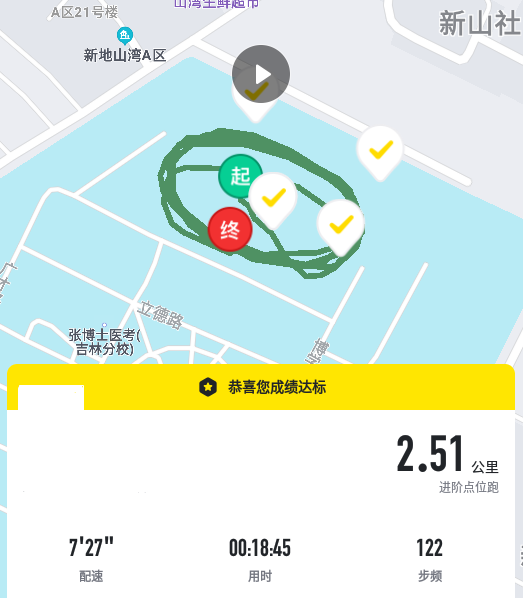 A区21号楼
山湾生鲜超市
新山社
新地山湾A区
起
终
立德路
张博士医考(
吉林分校)
恭喜您成绩达标
2.51 公里
进阶点位跑
7'27" 00:18:45 122
配速 用时 步频